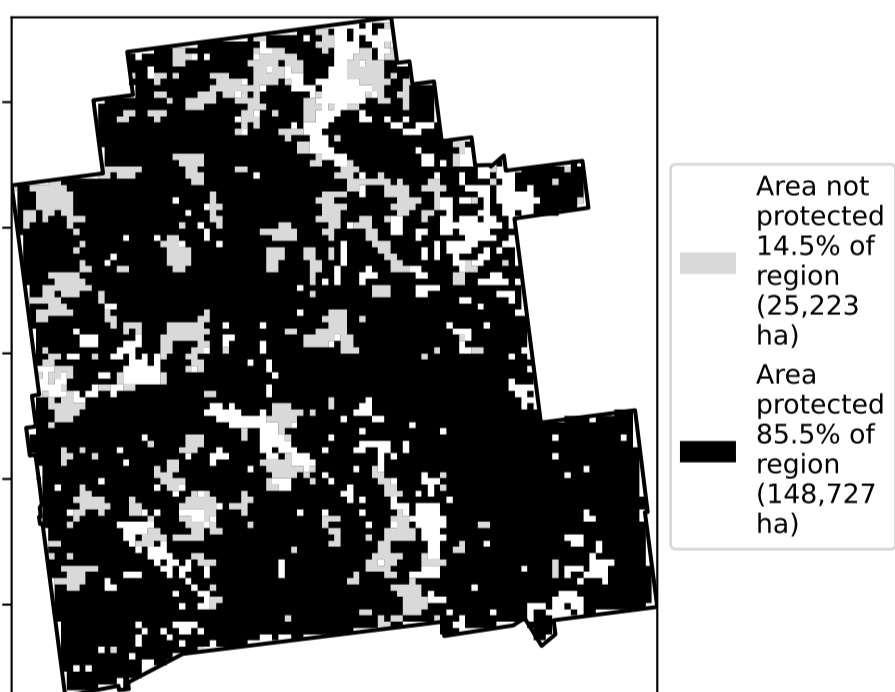 Area not
protected
14.5% of
region
(25,223
ha)
Area
protected
85.5% of
region
(148,727
ha)